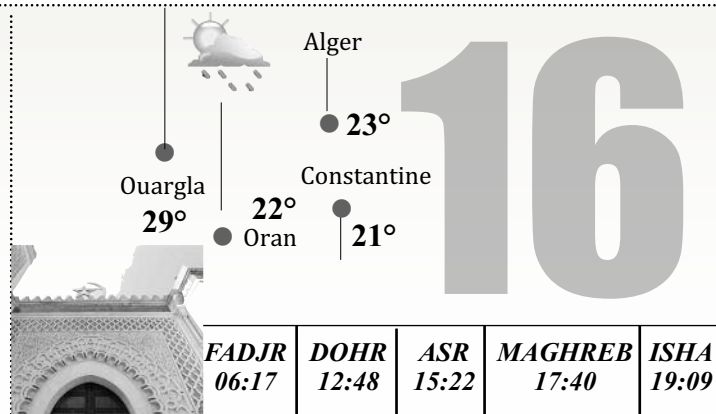 Alger
23°
16
Ouargla
29°
Constantine
22°
Oran
21°
FADJR DOHR ASR MAGHREB ISHA
06:17 12:48 15:22 17:40 19:09